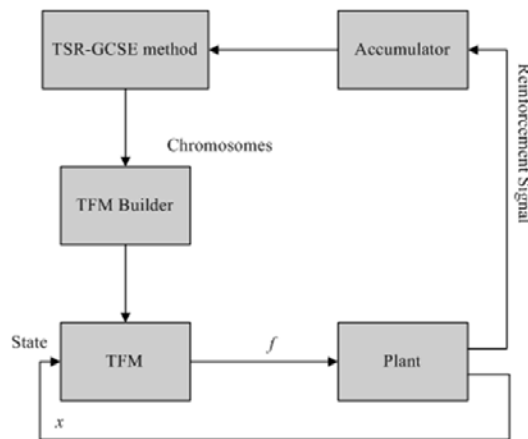 TSR-GCSE method
Accumulator
Reinforcement Signal
Chromosomes
TFM Builder
State
TFM
f
Plant
x